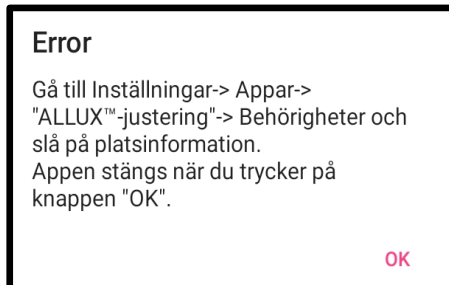 Error
Gå till Inställningar-> Appar->
"ALLUX™-justering"-> Behörigheter och
slå på platsinformation.
Appen stängs när du trycker på
knappen "OK".
OK